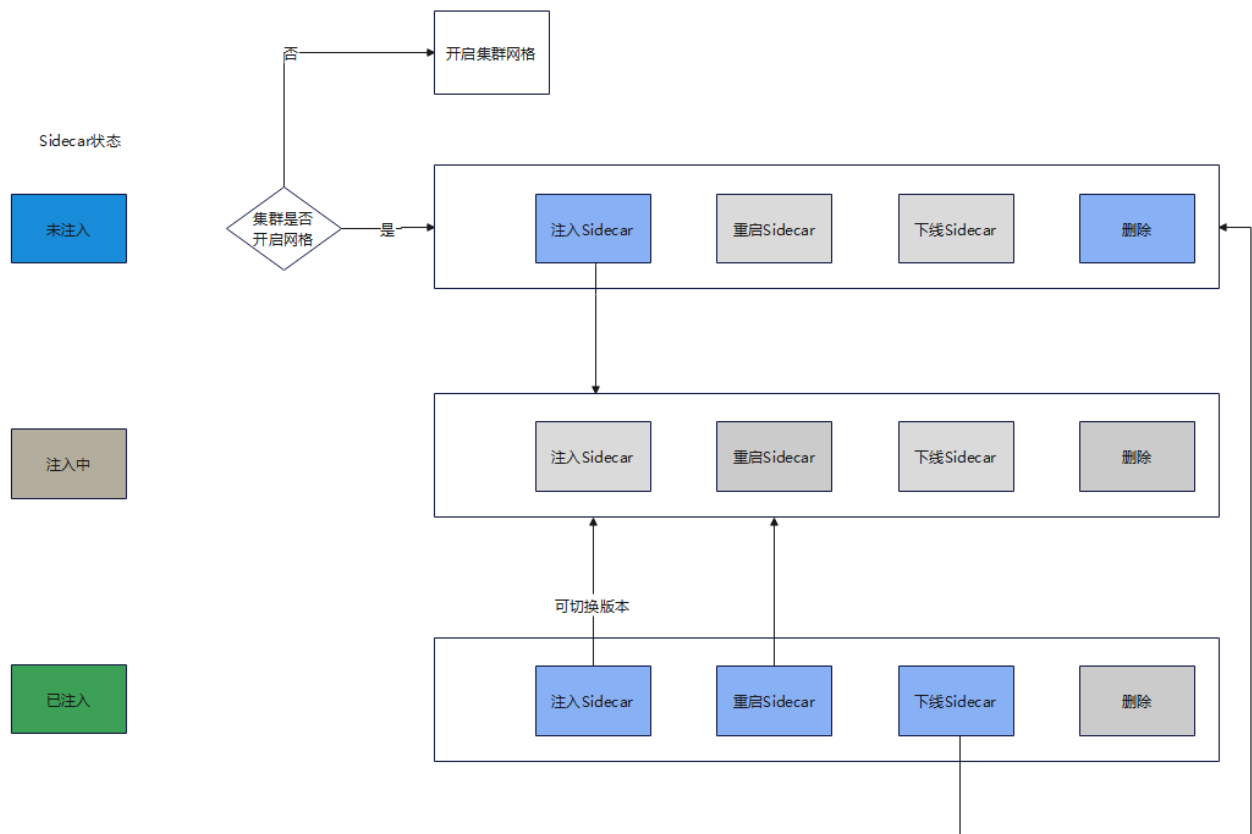 否
开启集群网格
Sidecar状态
未注入
集群是否
开启网格
是
注入Sidecar
重启Sidecar
下线Sidecar
删除
注入中
注入Sidecar
重启Sidecar
下线Sidecar
删除
可切换版本
已注入
注入Sidecar
重启Sidecar
下线Sidecar
删除